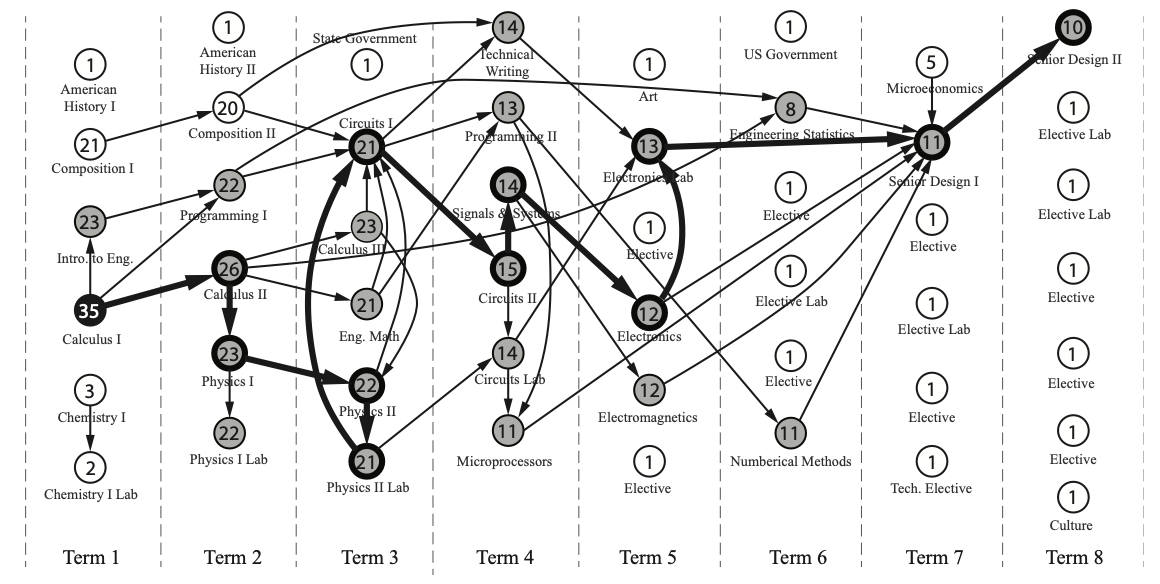 1
American
History I
21
Composition I
23
Intro. to Eng.
35
Calculus I
3
Chemistry I
2
Chemistry I Lab
Term 1
1
American
History II
20
Composition II
22
Programming I
26
Calculus II
23
Physics I
22
Physics I Lab
Term 2
State Government
1
Circuits I
21
23
Calculus III
21
Eng. Math
22
Physics II
21
Physics II Lab
Term 3
14
Technical
Writing
13
Programming II
14
Signals & Systems
15
Circuits II
14
Circuits Lab
11
Microprocessors
Term 4
1
Art
13
Electronics Lab
1
Elective
12
Electronics
12
Electromagnetics
1
Elective
Term 5
1
US Government
8
Engineering Statistics
1
Elective
1
Elective Lab
1
Elective
11
Numberical Methods
Term 6
5
Microeconomics
11
Senior Design I
1
Elective
1
Elective Lab
1
Elective
1
Tech. Elective
Term 7
10
Senior Design II
1
Elective Lab
1
Elective Lab
1
Elective
1
Elective
1
Elective
1
Culture
Term 8